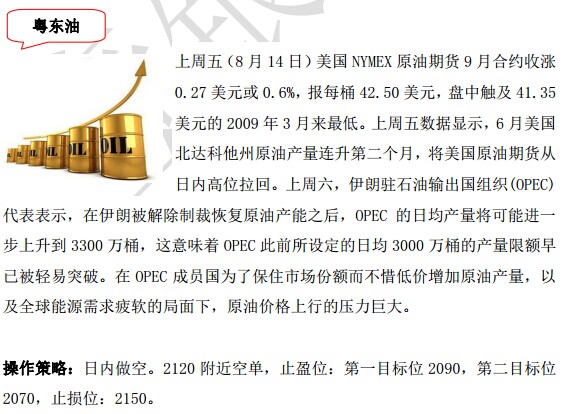 粤东油
上周五（8 月 14 日）美国 NYMEX 原油期货 9 月合约收涨
0.27 美元或 0.6%，报每桶 42.50 美元，盘中触及 41.35
美元的 2009 年 3 月来最低。上周五数据显示，6 月美国
北达科他州原油产量连升第二个月，将美国原油期货从
日内高位拉回。上周六，伊朗驻石油输出国组织(OPEC)
代表表示，在伊朗被解除制裁恢复原油产能之后，OPEC 的日均产量将可能进一
步上升到 3300 万桶，这意味着 OPEC 此前所设定的日均 3000 万桶的产量限额早
已被轻易突破。在 OPEC 成员国为了保住市场份额而不惜低价增加原油产量，以
及全球能源需求疲软的局面下，原油价格上行的压力巨大。
操作策略：日内做空。2120 附近空单，止盈位：第一目标位 2090，第二目标位
2070，止损位：2150。
OIL
OIL
OIL